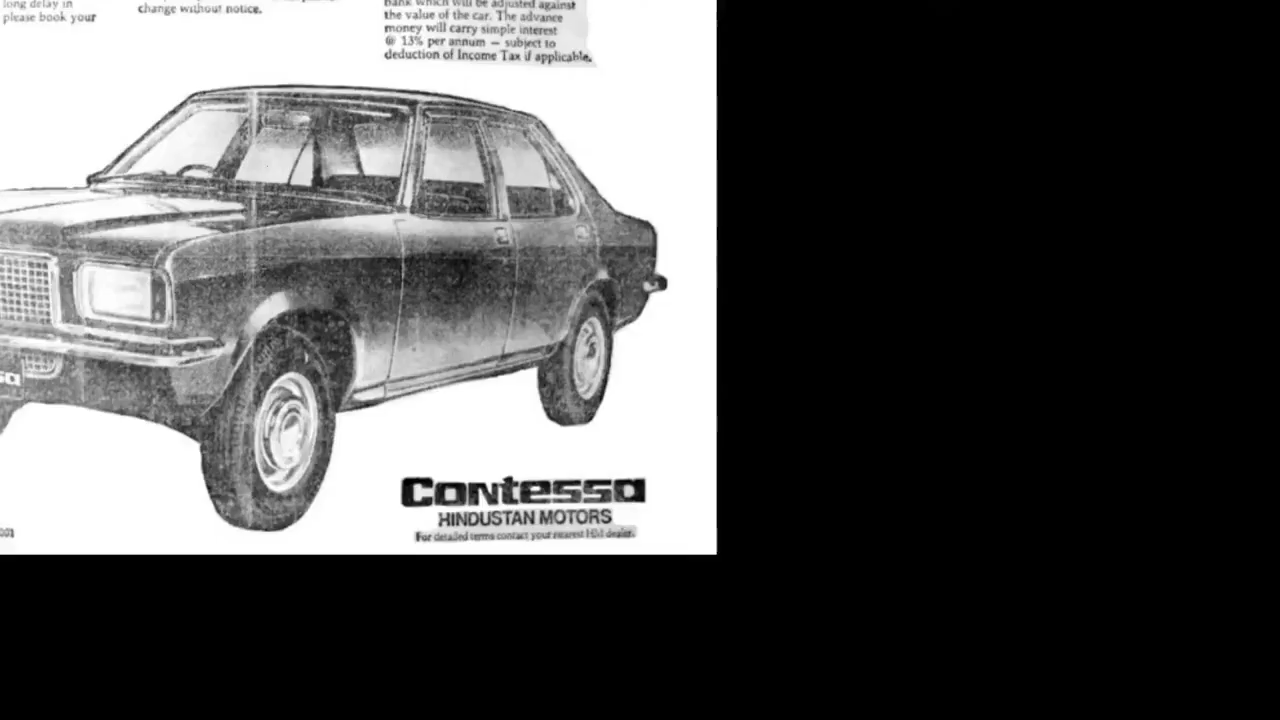 long delay in
please book your
change without notice.
bank which will be adjusted against
the value of the car. The advance
money will carry simple interest
@ 13% per annum — subject to
deduction of Income Tax if applicable.
sa
Contessa
HINDUSTAN MOTORS
For detailed terms contact your nearest HM dealer.